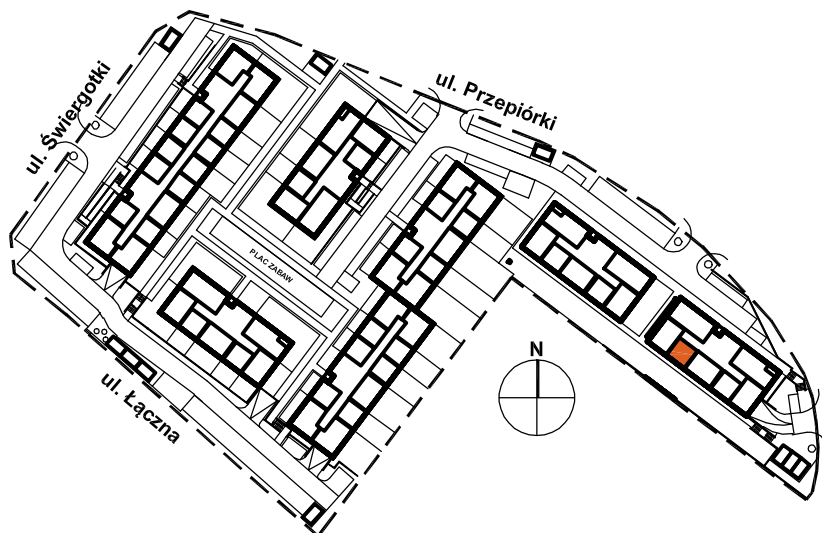 ul. Świergotki
ul. Przepiórki
PLAC ZABAW
N
ul. Łączna